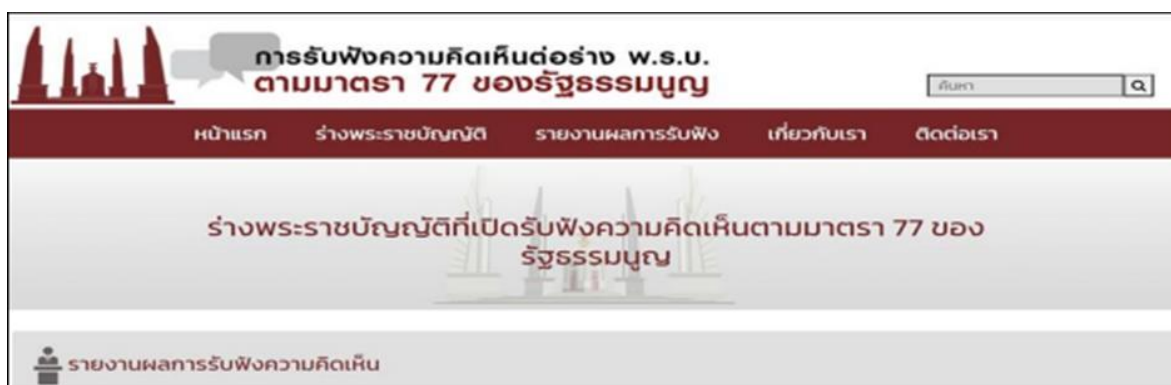 การรับฟังความคิดเห็นต่อร่าง พ.ร.บ.
ตามมาตรา 77 ของรัฐธรรมนูญ
ค้นหา
หน้าแรก ร่างพระราชบัญญัติ รายงานผลการรับฟัง เกี่ยวกับเรา ติดต่อเรา
ร่างพระราชบัญญัติที่เปิดรับฟังความคิดเห็นตามมาตรา 77 ของ
รัฐธรรมนูญ
รายงานผลการรับฟังความคิดเห็น